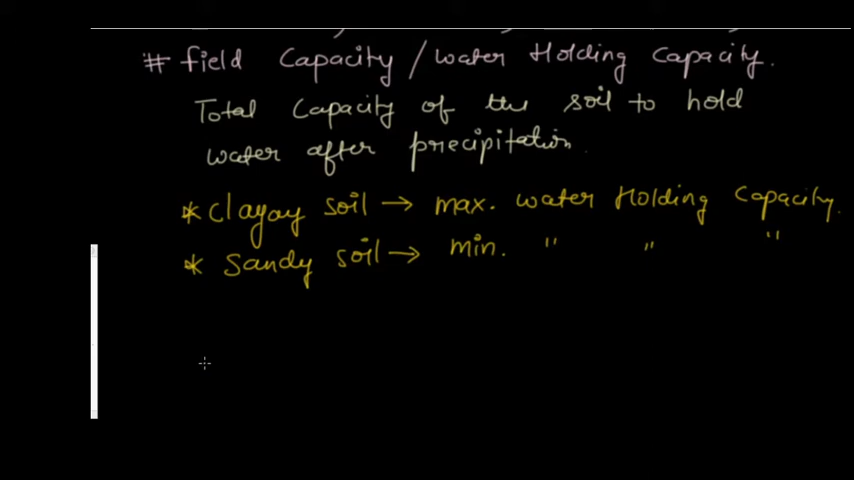 # field Capacity / water Holding Capacity.
Total Capacity of the soil to hold
water after precipitation.
* Clayay soil → max. water Holding Capacity.
* Sandy soil → min. " " "